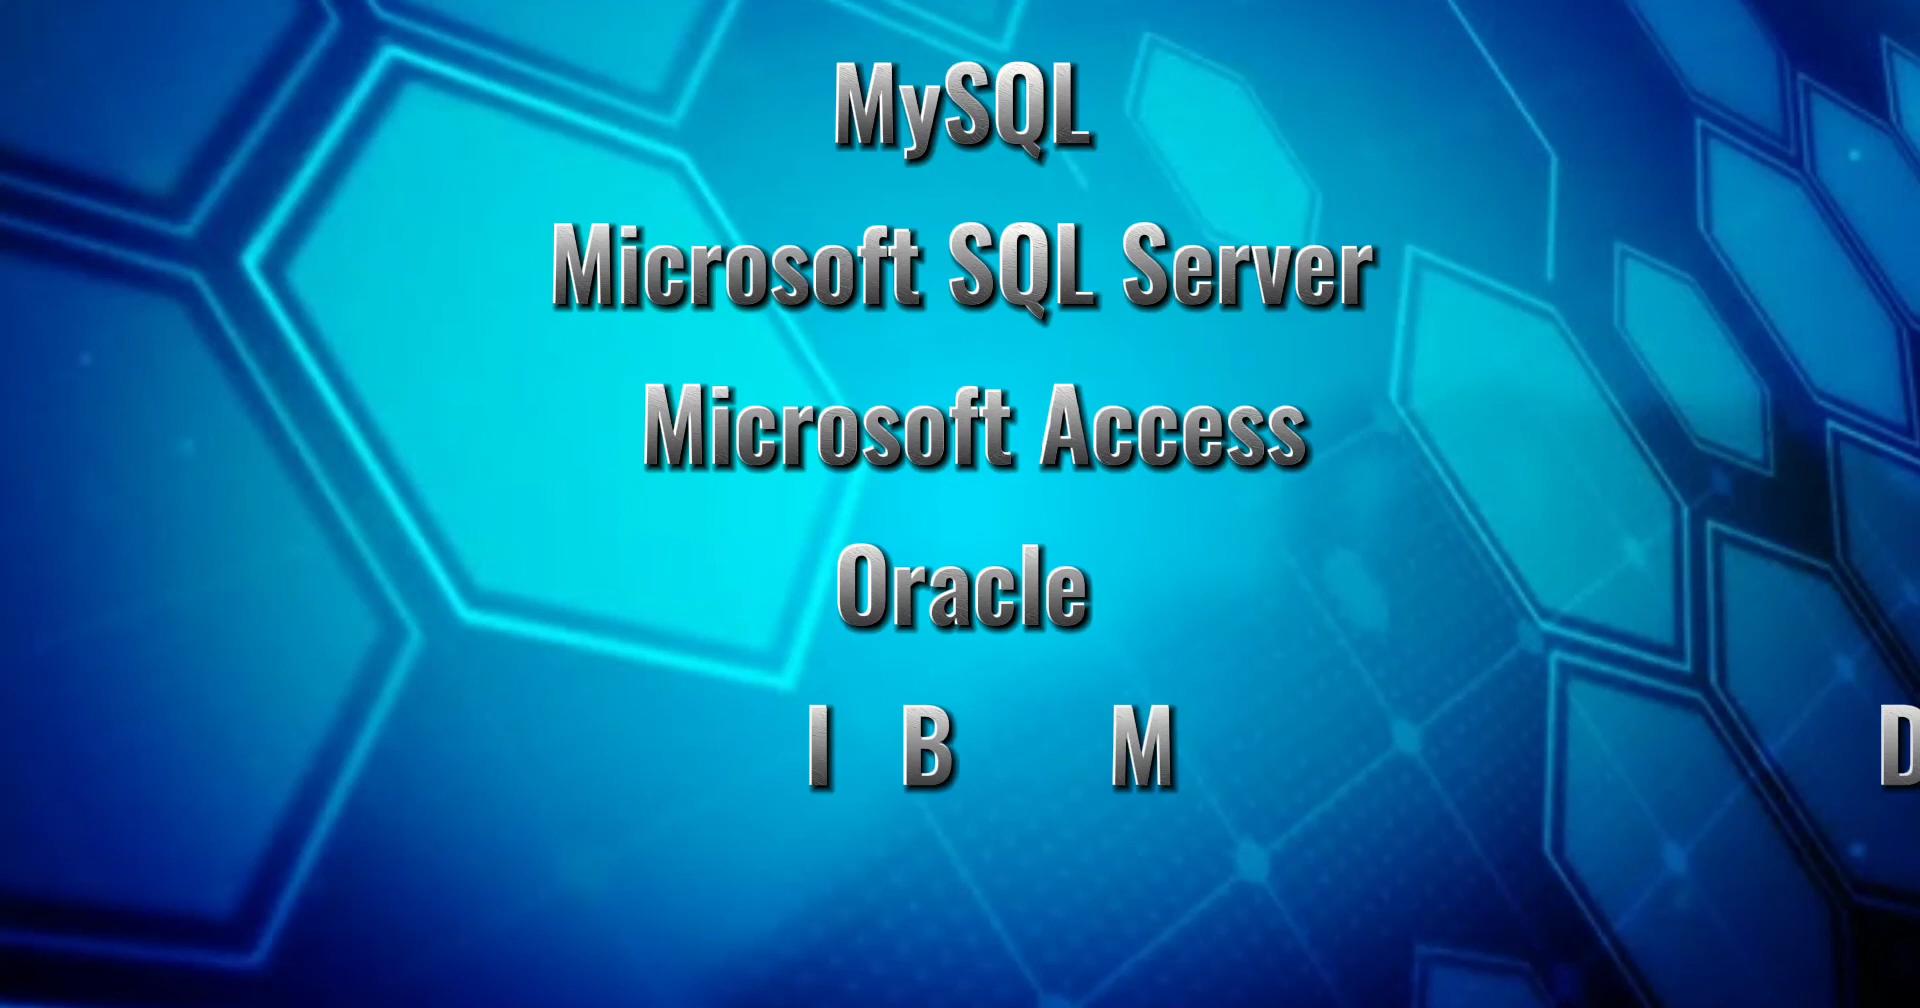 MySQL
Microsoft SQL Server
Microsoft Access
Oracle
I B M D